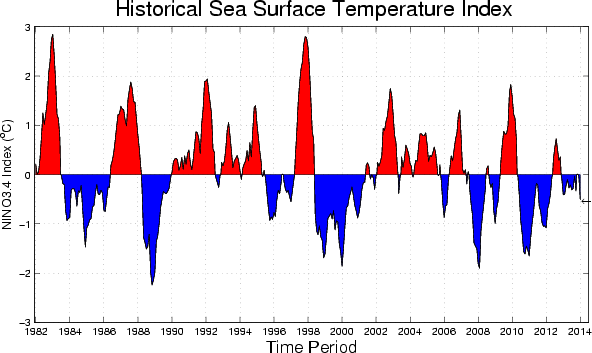 Historical Sea Surface Temperature Index
NINO3.4 Index (°C)
3
2
1
0
−1
−2
−3
1982 1984 1986 1988 1990 1992 1994 1996 1998 2000 2002 2004 2006 2008 2010 2012 2014
Time Period